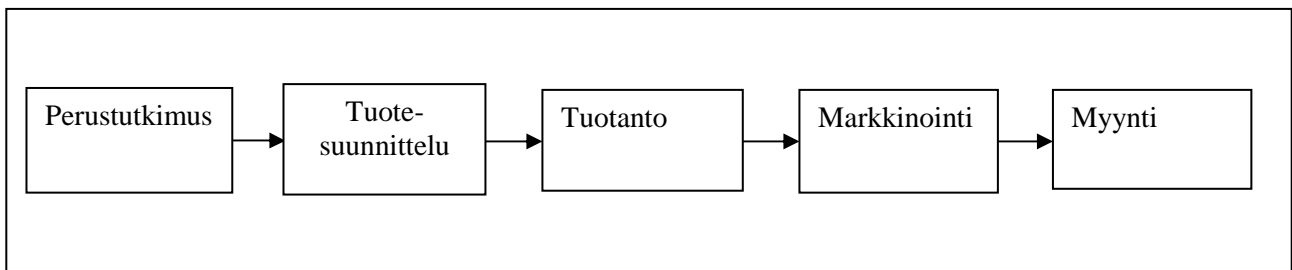 Perustutkimus
Tuote-
suunnittelu
Tuotanto
Markkinointi
Myynti